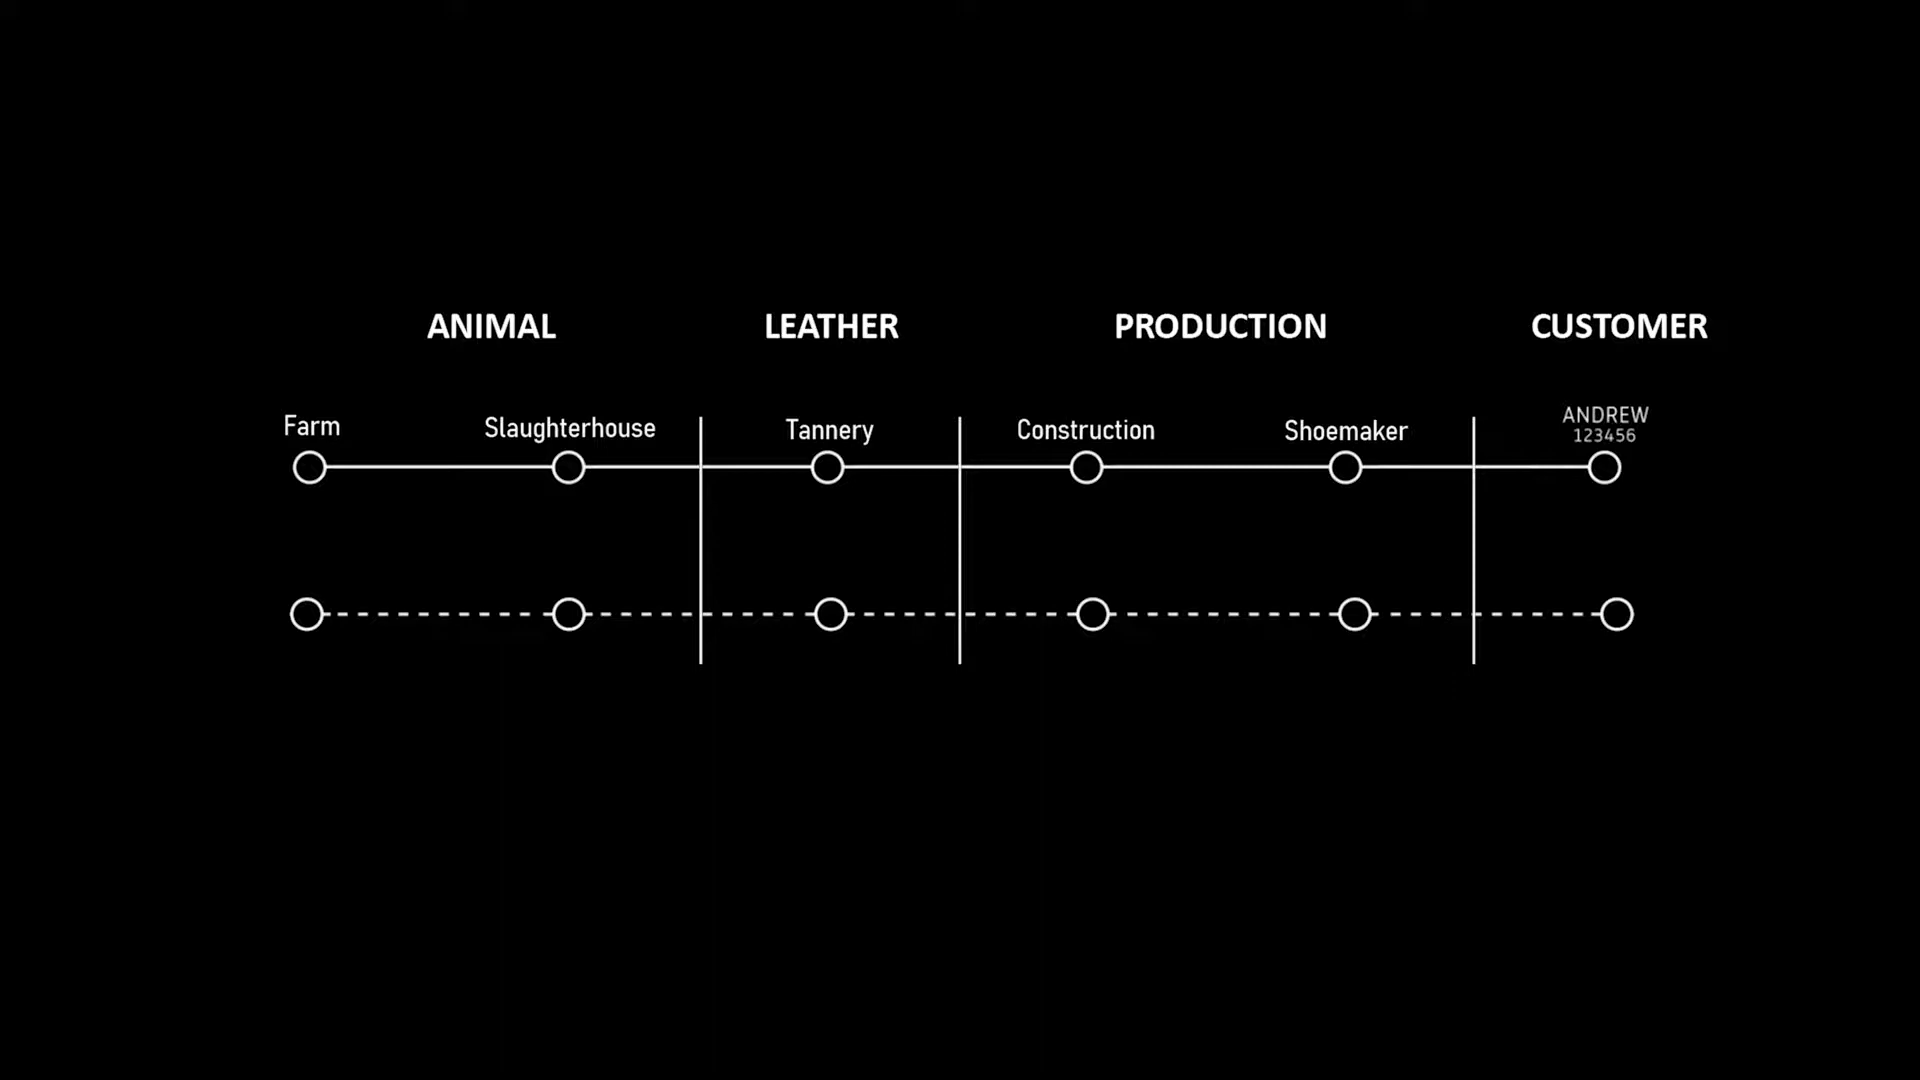 ANIMAL LEATHER PRODUCTION CUSTOMER
Farm Slaughterhouse Tannery Construction Shoemaker ANDREW
123456